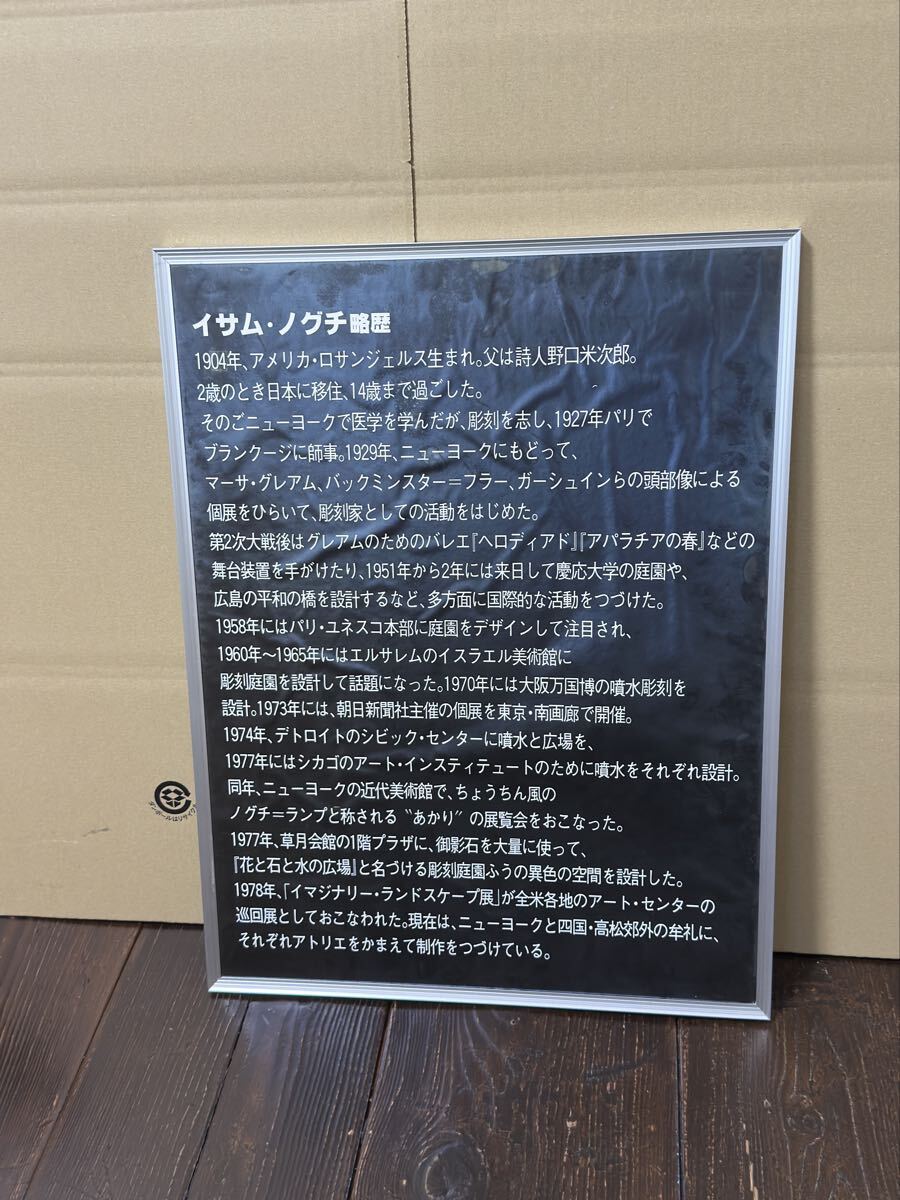 イサム・ノグチ略歴
1904年、アメリカ・ロサンジェルス生まれ。父は詩人野口米次郎。
2歳のとき日本に移住、14歳まで過ごした。
そのごニューヨークで医学を学んだが、彫刻を志し、1927年パリで
ブランクージに師事。1929年、ニューヨークにもどって、
マーサ・グレアム、バックミンスター＝フラー、ガーシュインらの頭部像による
個展をひらいて、彫刻家としての活動をはじめた。
第2次大戦後はグレアムのためのバレエ『ヘロディアド』『アパラチアの春』などの
舞台装置を手がけたり、1951年から2年には来日して慶応大学の庭園や、
広島の平和の橋を設計するなど、多方面に国際的な活動をつづけた。
1958年にはパリ・ユネスコ本部に庭園をデザインして注目され、
1960年～1965年にはエルサレムのイスラエル美術館に
彫刻庭園を設計して話題になった。1970年には大阪万国博の噴水彫刻を
設計。1973年には、朝日新聞社主催の個展を東京・南画廊で開催。
1974年、デトロイトのシビック・センターに噴水と広場を、
1977年にはシカゴのアート・インスティテュートのために噴水をそれぞれ設計。
同年、ニューヨークの近代美術館で、ちょうちん風の
ノグチ＝ランプと称される〝あかり〟の展覧会をおこなった。
1977年、草月会館の1階プラザに、御影石を大量に使って、
『花と石と水の広場』と名づける彫刻庭園ふうの異色の空間を設計した。
1978年、「イマジナリー・ランドスケープ展」が全米各地のアート・センターの
巡回展としておこなわれた。現在は、ニューヨークと四国・高松郊外の牟礼に、
それぞれアトリエをかまえて制作をつづけている。
ダンボールはリサイク